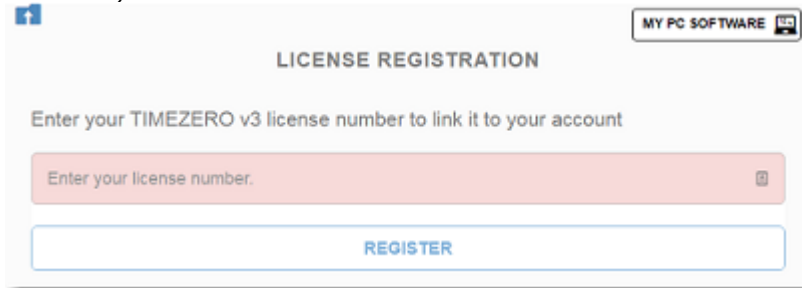 MY PC SOFTWARE
LICENSE REGISTRATION
Enter your TIMEZERO v3 license number to link it to your account
Enter your license number.
REGISTER